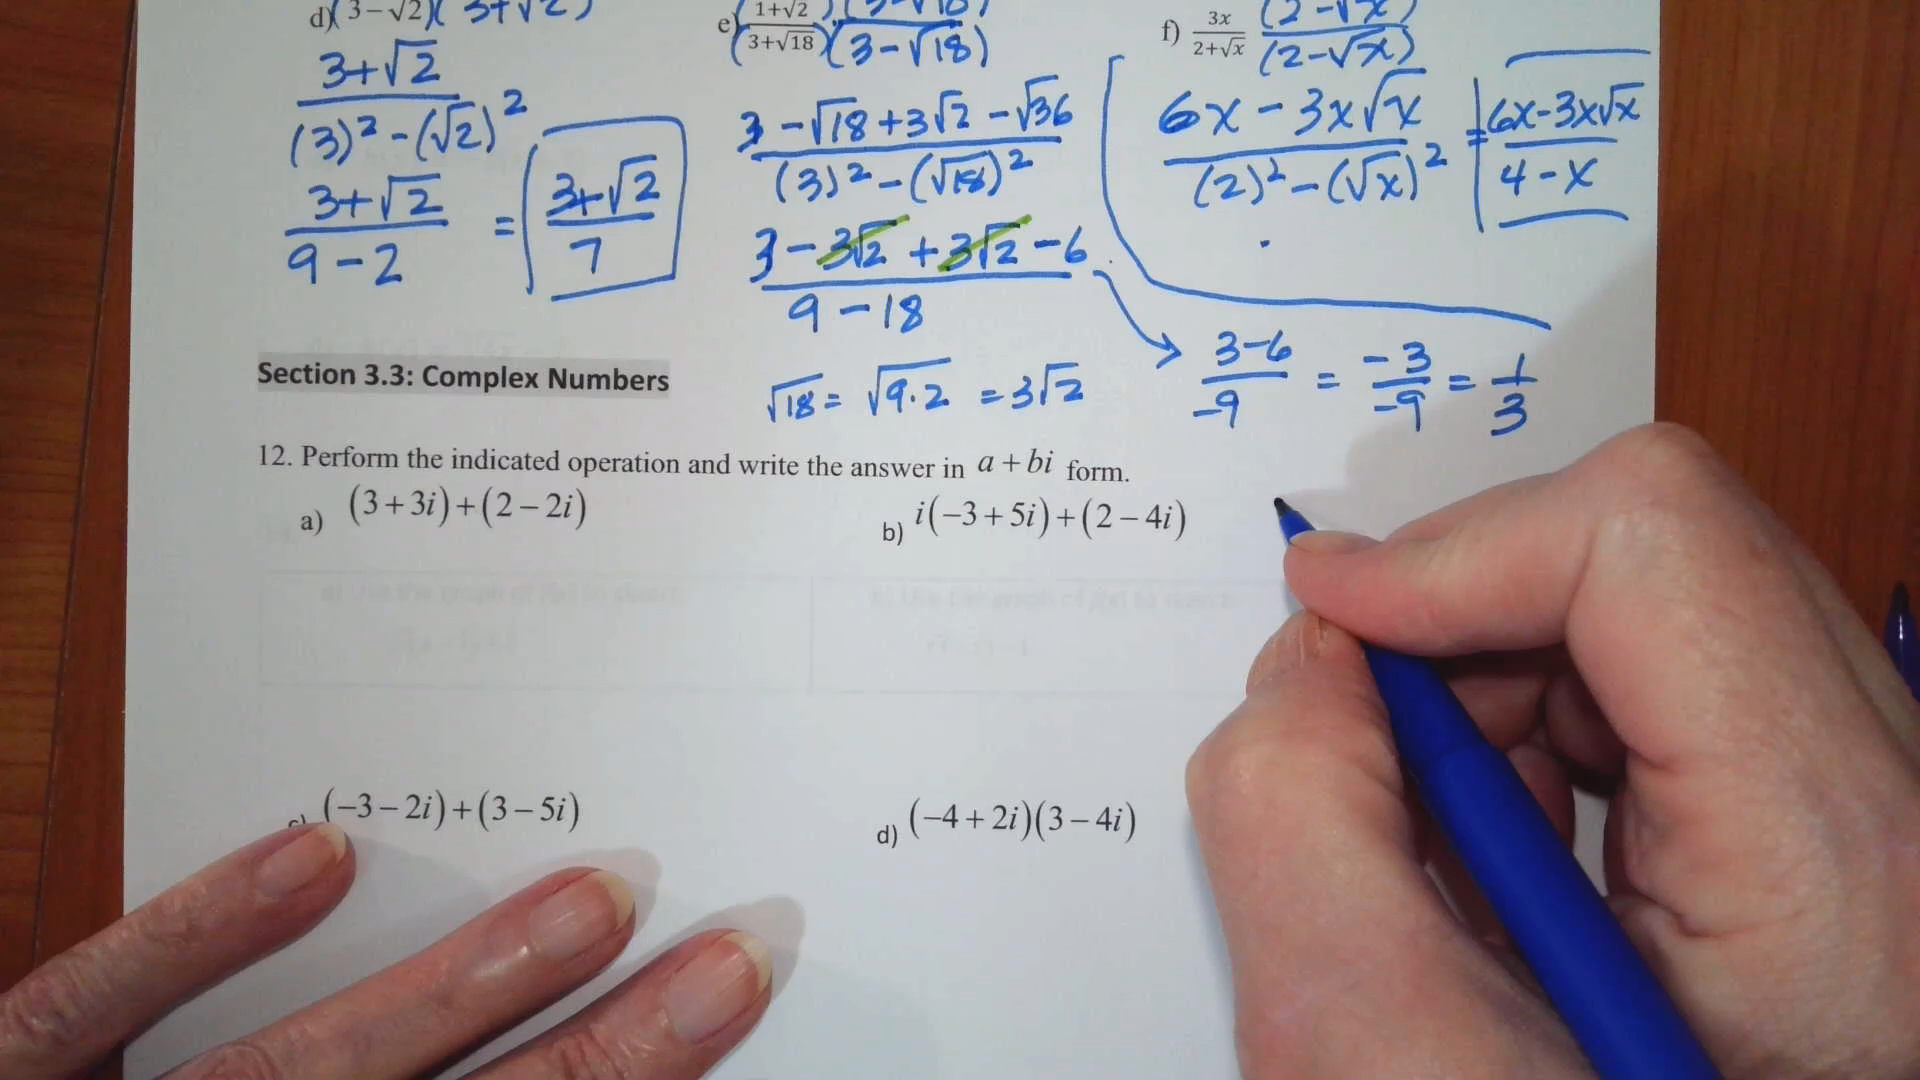 d) (3-√2)(3+√2)
3+√2
(3)² - (√2)²
3+√2
9-2
= 3+√2
7
e) (1+√2)(3-√18)
(3+√18)(3-√18)
3 - √18 + 3√2 - √36
(3)² - (√18)²
3 - 3√2 + 3√2 - 6
9 - 18
√18 = √9·2 = 3√2
3-6
-9
= -3
-9
= 1
3
f) 3x (2-√x)
2+√x (2-√x)
6x - 3x√x
(2)² - (√x)²
= 6x-3x√x
4-x
Section 3.3: Complex Numbers
12. Perform the indicated operation and write the answer in a + bi form.
a) (3+3i)+(2-2i)
b) i(-3+5i)+(2-4i)
c) (-3-2i)+(3-5i)
d) (-4+2i)(3-4i)